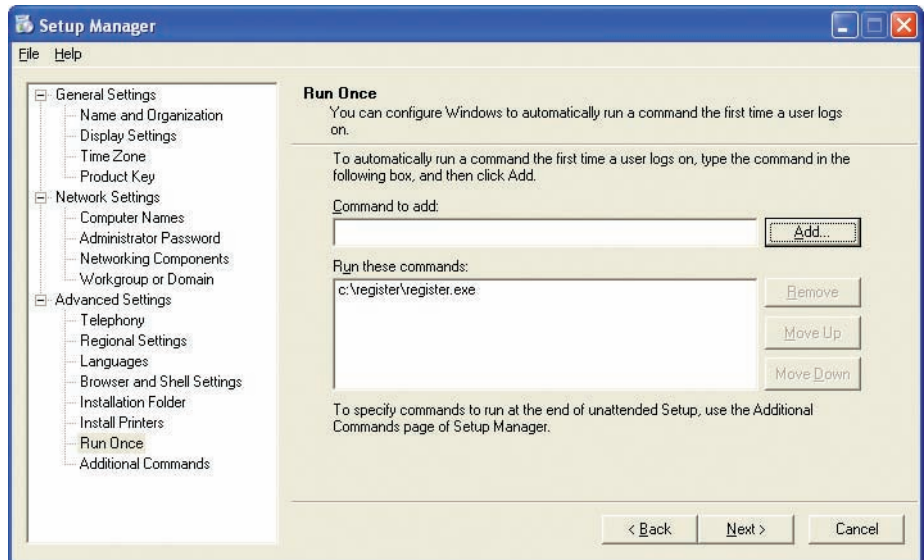 Setup Manager
File Help
General Settings
Name and Organization
Display Settings
Time Zone
Product Key
Network Settings
Computer Names
Administrator Password
Networking Components
Workgroup or Domain
Advanced Settings
Telephony
Regional Settings
Languages
Browser and Shell Settings
Installation Folder
Install Printers
Run Once
Additional Commands
Run Once
You can configure Windows to automatically run a command the first time a user logs
on.
To automatically run a command the first time a user logs on, type the command in the
following box, and then click Add.
Command to add:
Add...
Run these commands:
c:\register\register.exe
Remove
Move Up
Move Down
To specify commands to run at the end of unattended Setup, use the Additional
Commands page of Setup Manager.
< Back Next > Cancel